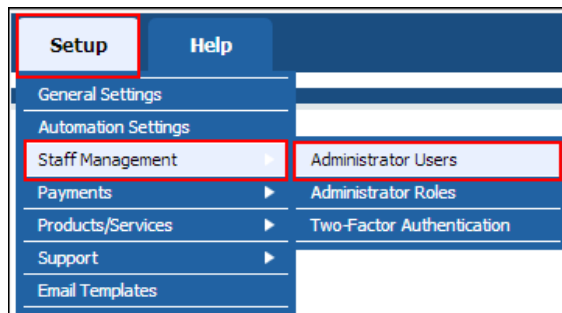 Setup Help
General Settings
Automation Settings
Staff Management
Administrator Users
Payments
Administrator Roles
Products/Services
Two-Factor Authentication
Support
Email Templates